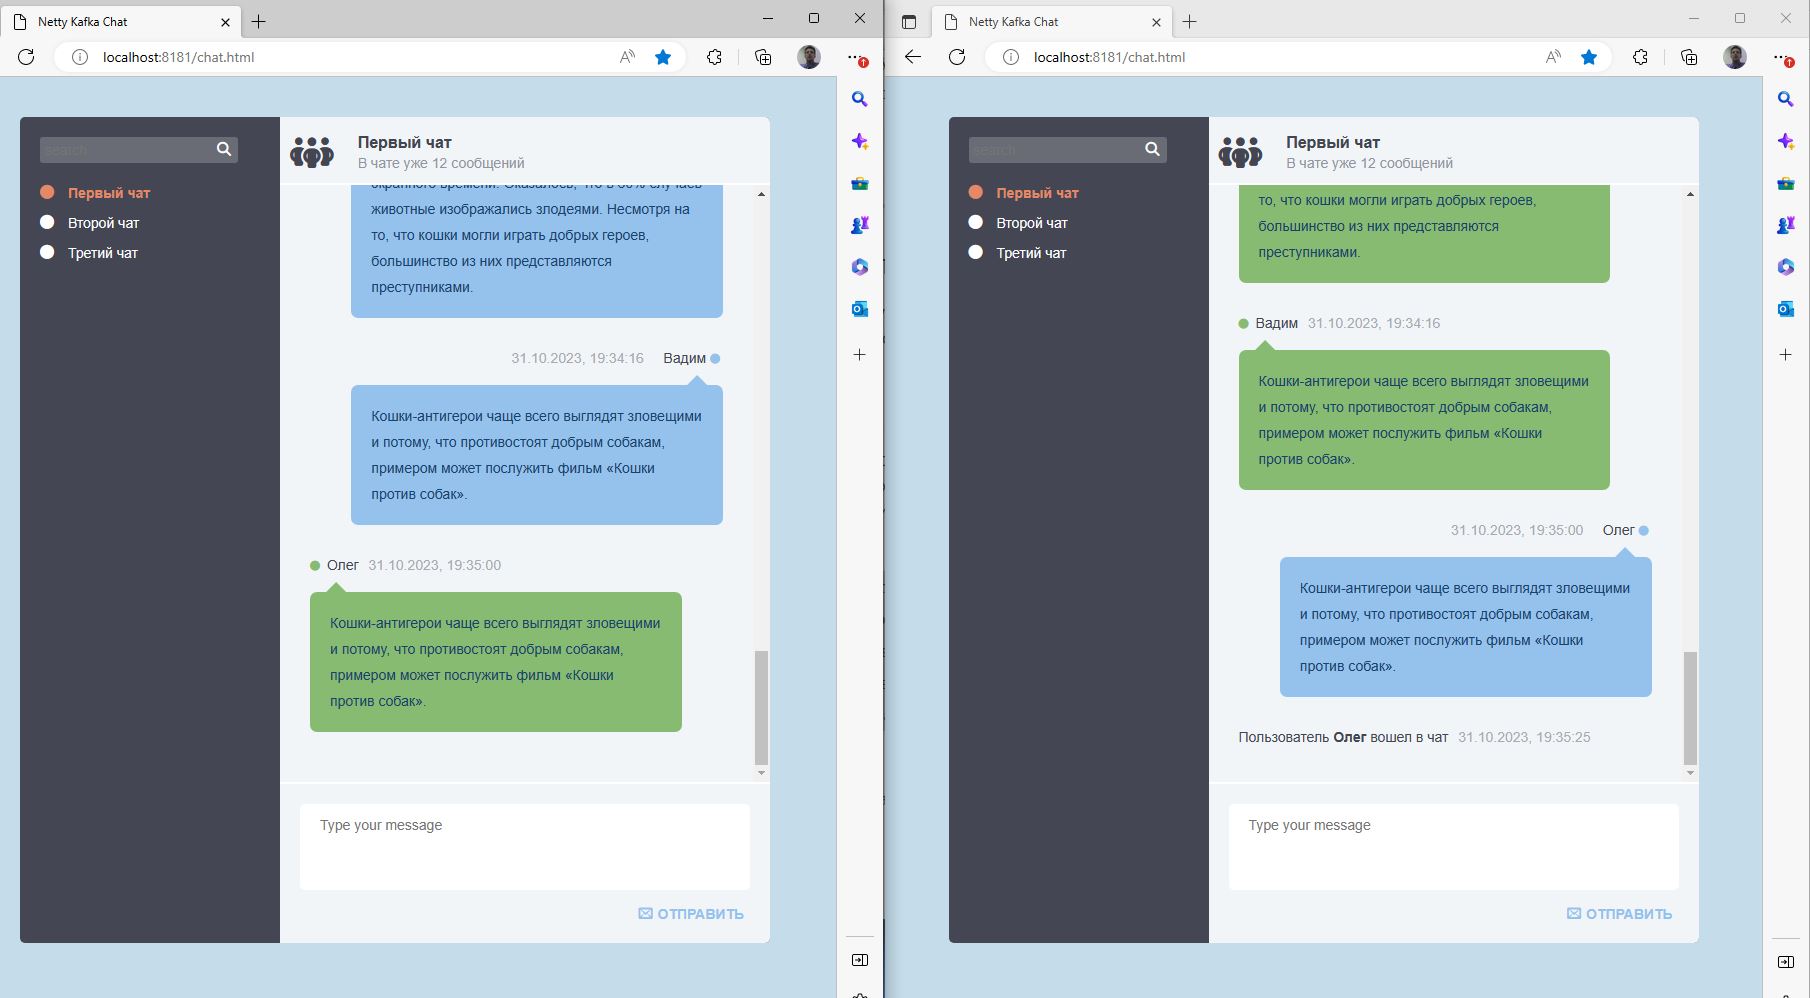 Netty Kafka Chat
localhost:8181/chat.html
search
Первый чат
Второй чат
Третий чат
Первый чат
В чате уже 12 сообщений
экранного времени. Оказалось, что в 60% случаев
животные изображались злодеями. Несмотря на
то, что кошки могли играть добрых героев,
большинство из них представляются
преступниками.
31.10.2023, 19:34:16 Вадим
Кошки-антигерои чаще всего выглядят зловещими
и потому, что противостоят добрым собакам,
примером может послужить фильм «Кошки
против собак».
Олег 31.10.2023, 19:35:00
Кошки-антигерои чаще всего выглядят зловещими
и потому, что противостоят добрым собакам,
примером может послужить фильм «Кошки
против собак».
Type your message
ОТПРАВИТЬ
Netty Kafka Chat
localhost:8181/chat.html
search
Первый чат
Второй чат
Третий чат
Первый чат
В чате уже 12 сообщений
то, что кошки могли играть добрых героев,
большинство из них представляются
преступниками.
Вадим 31.10.2023, 19:34:16
Кошки-антигерои чаще всего выглядят зловещими
и потому, что противостоят добрым собакам,
примером может послужить фильм «Кошки
против собак».
31.10.2023, 19:35:00 Олег
Кошки-антигерои чаще всего выглядят зловещими
и потому, что противостоят добрым собакам,
примером может послужить фильм «Кошки
против собак».
Пользователь Олег вошел в чат 31.10.2023, 19:35:25
Type your message
ОТПРАВИТЬ